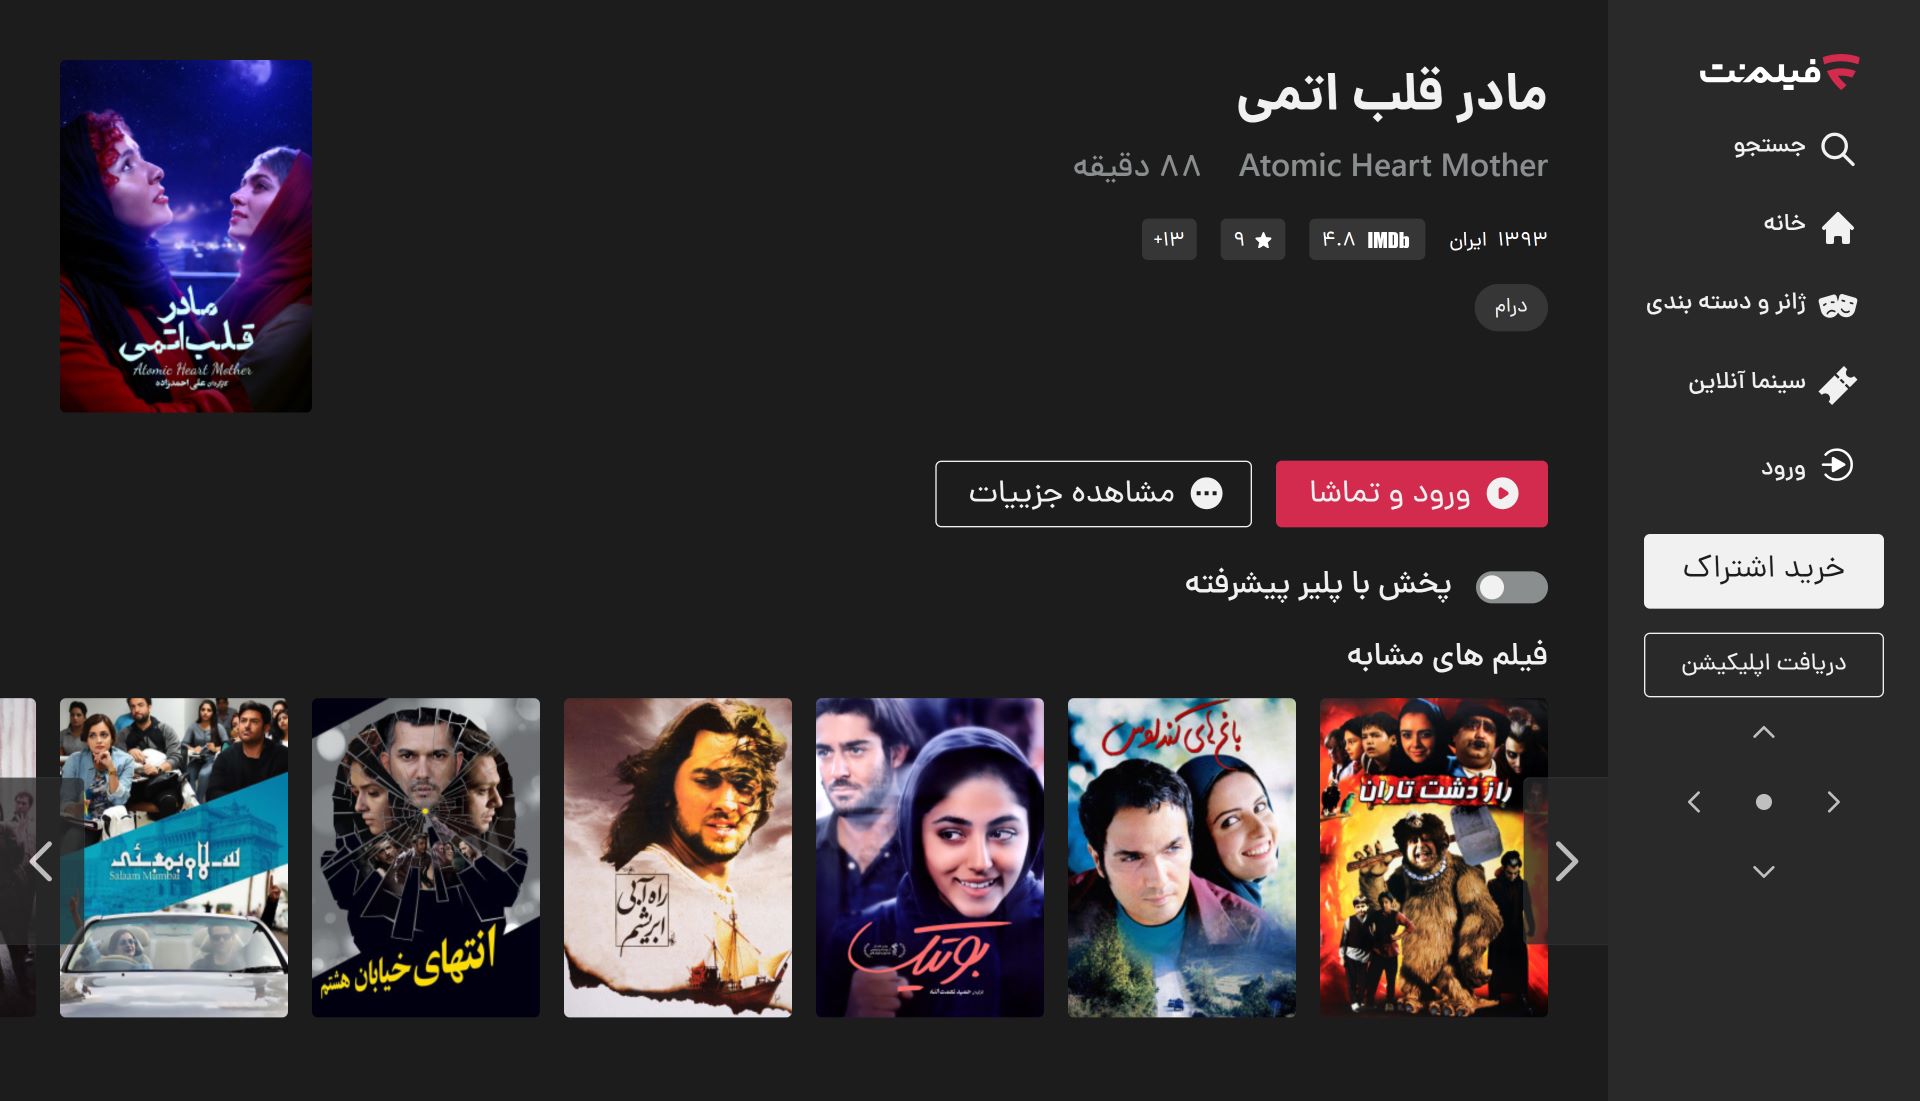 فیلمنت
جستجو
خانه
ژانر و دسته بندی
سینما آنلاین
ورود
خرید اشتراک
دریافت اپلیکیشن
مادر قلب اتمی
Atomic Heart Mother ۸۸ دقیقه
۱۳۹۳ ایران IMDb ۴.۸ ۹ ۱۳+
درام
مادر
قلب اتمی
Atomic Heart Mother
کارگردان علی احمدزاده
ورود و تماشا
مشاهده جزییات
پخش با پلیر پیشرفته
فیلم های مشابه
راز دشت تاران
باغ های کندلوس
بوتیک
راه آبی
ابریشم
انتهای خیابان هشتم
سلام بمبئی
Salaam Mumbai